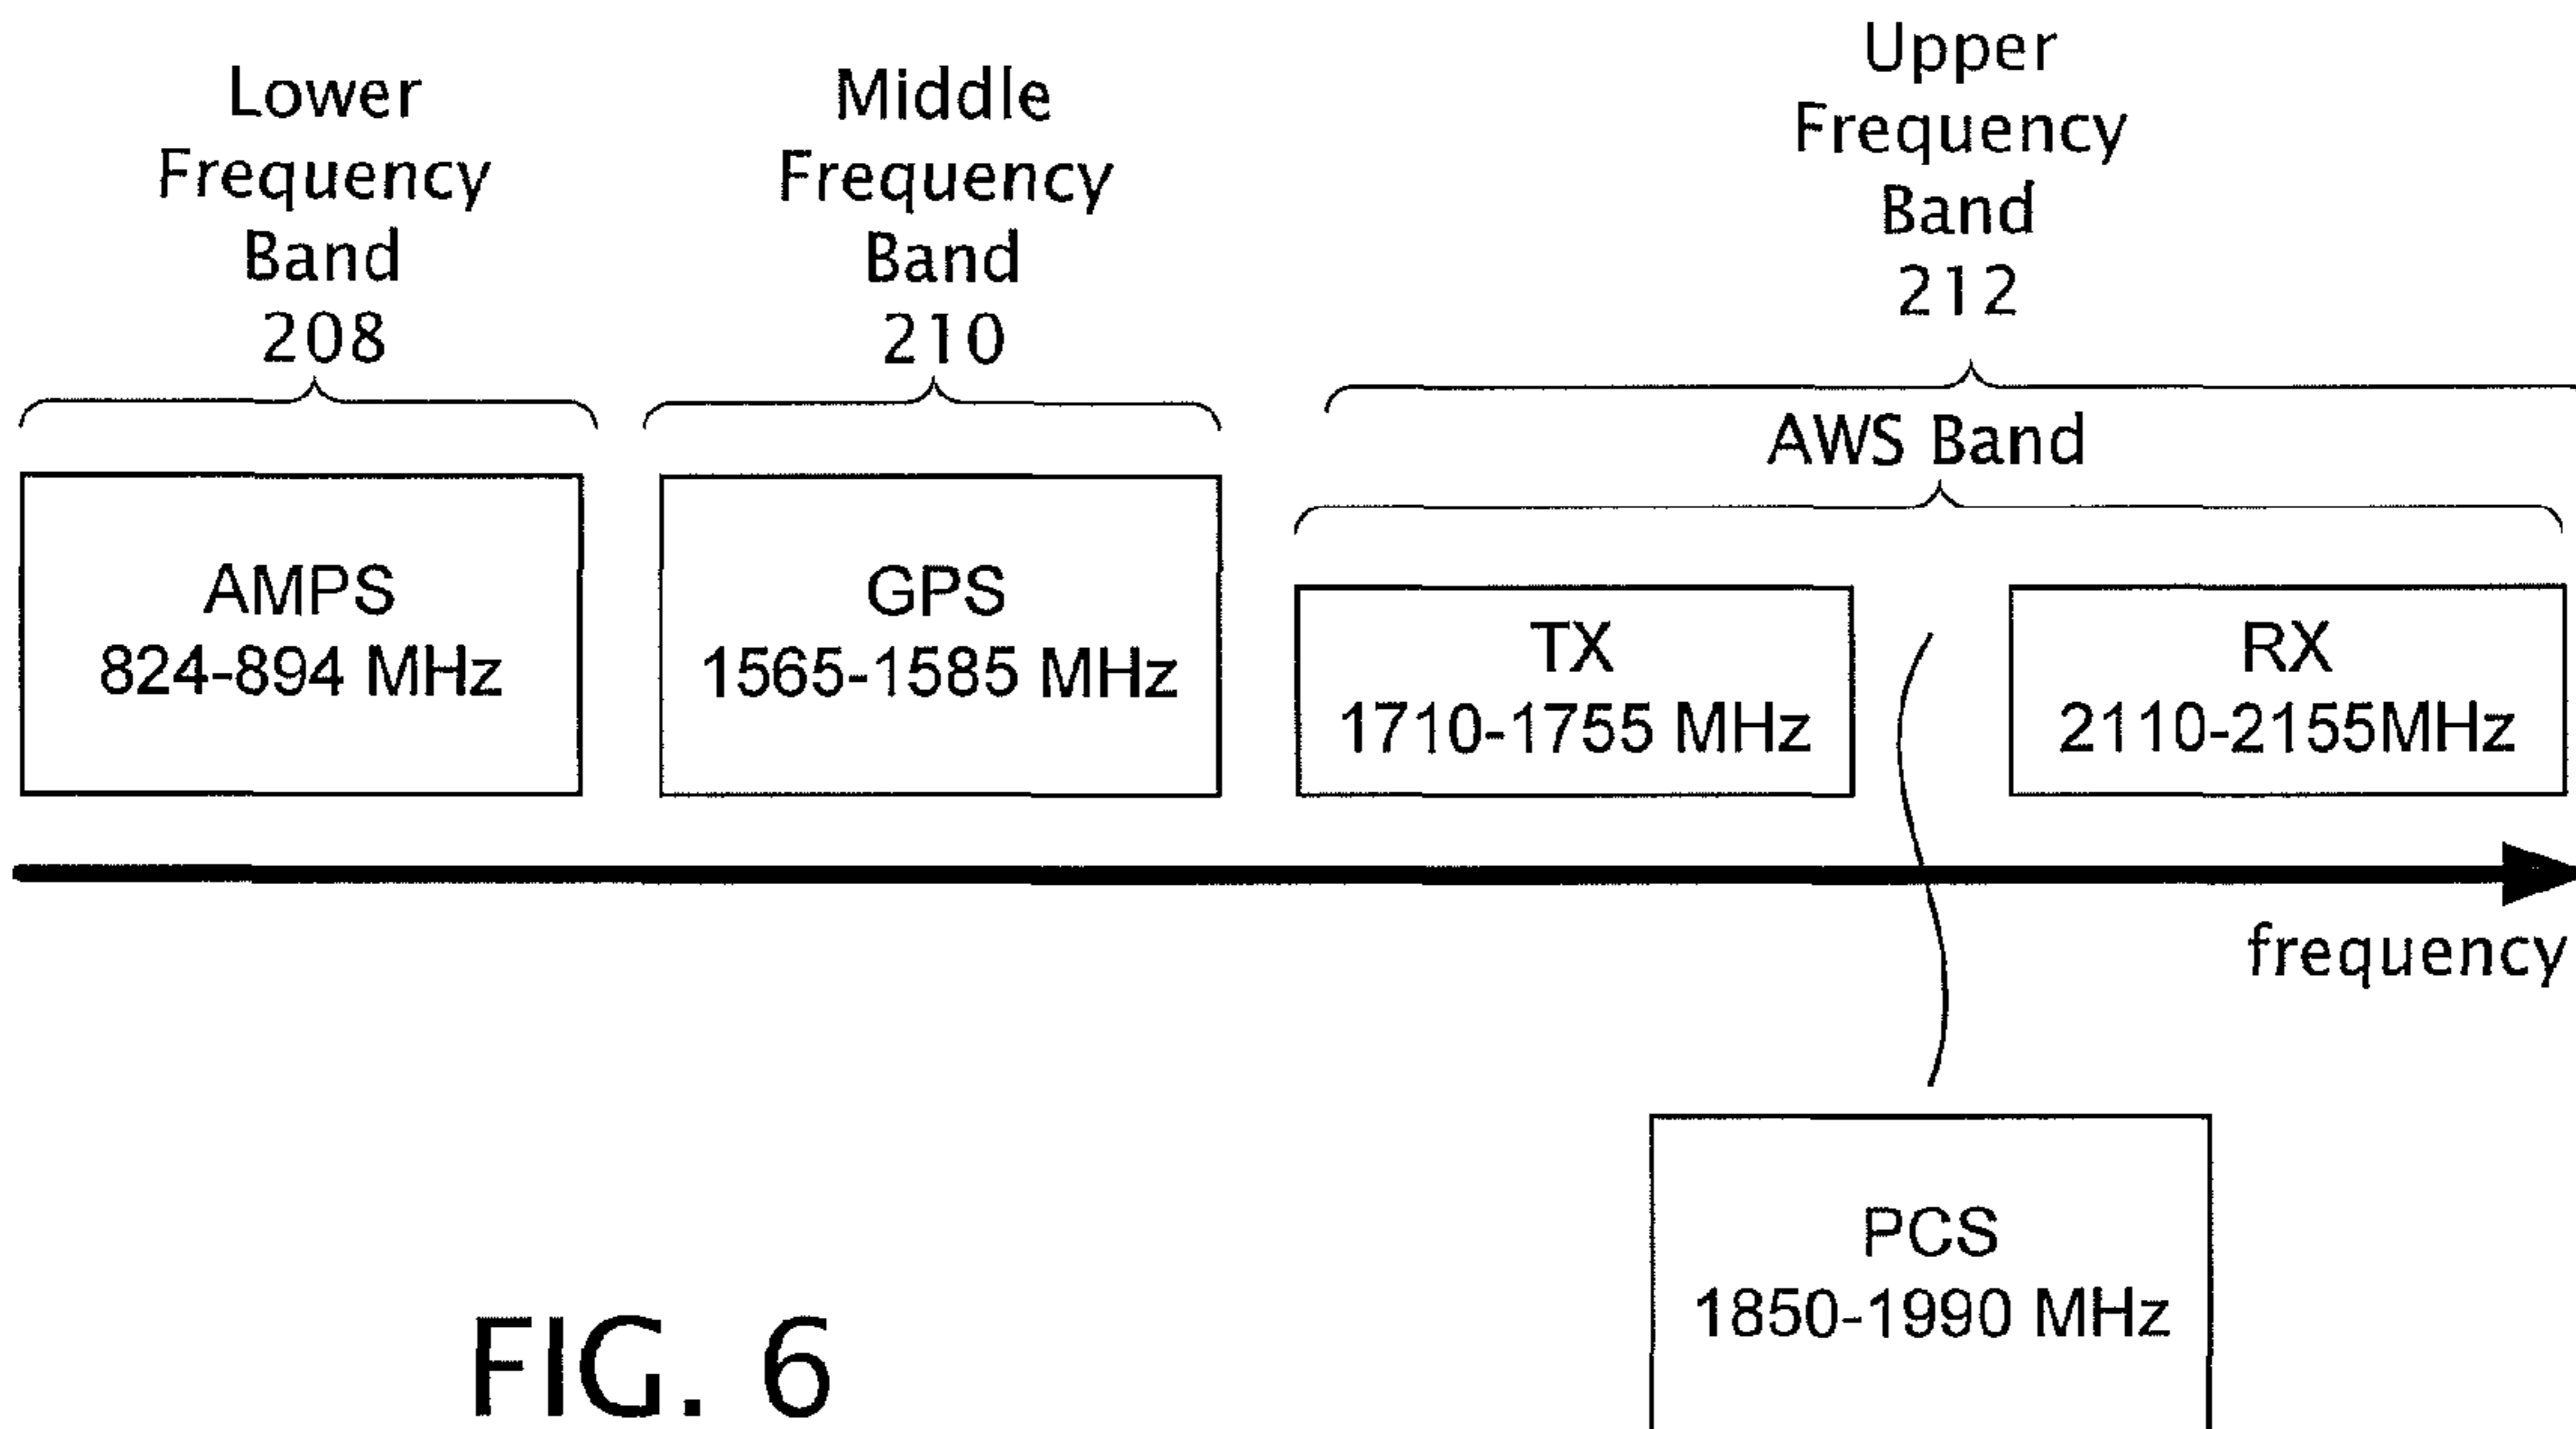 Lower
Frequency
Band
208
Middle
Frequency
Band
210
Upper
Frequency
Band
212
AWS Band
AMPS
824-894 MHz
GPS
1565-1585 MHz
TX
1710-1755 MHz
RX
2110-2155MHz
frequency
PCS
1850-1990 MHz
FIG. 6